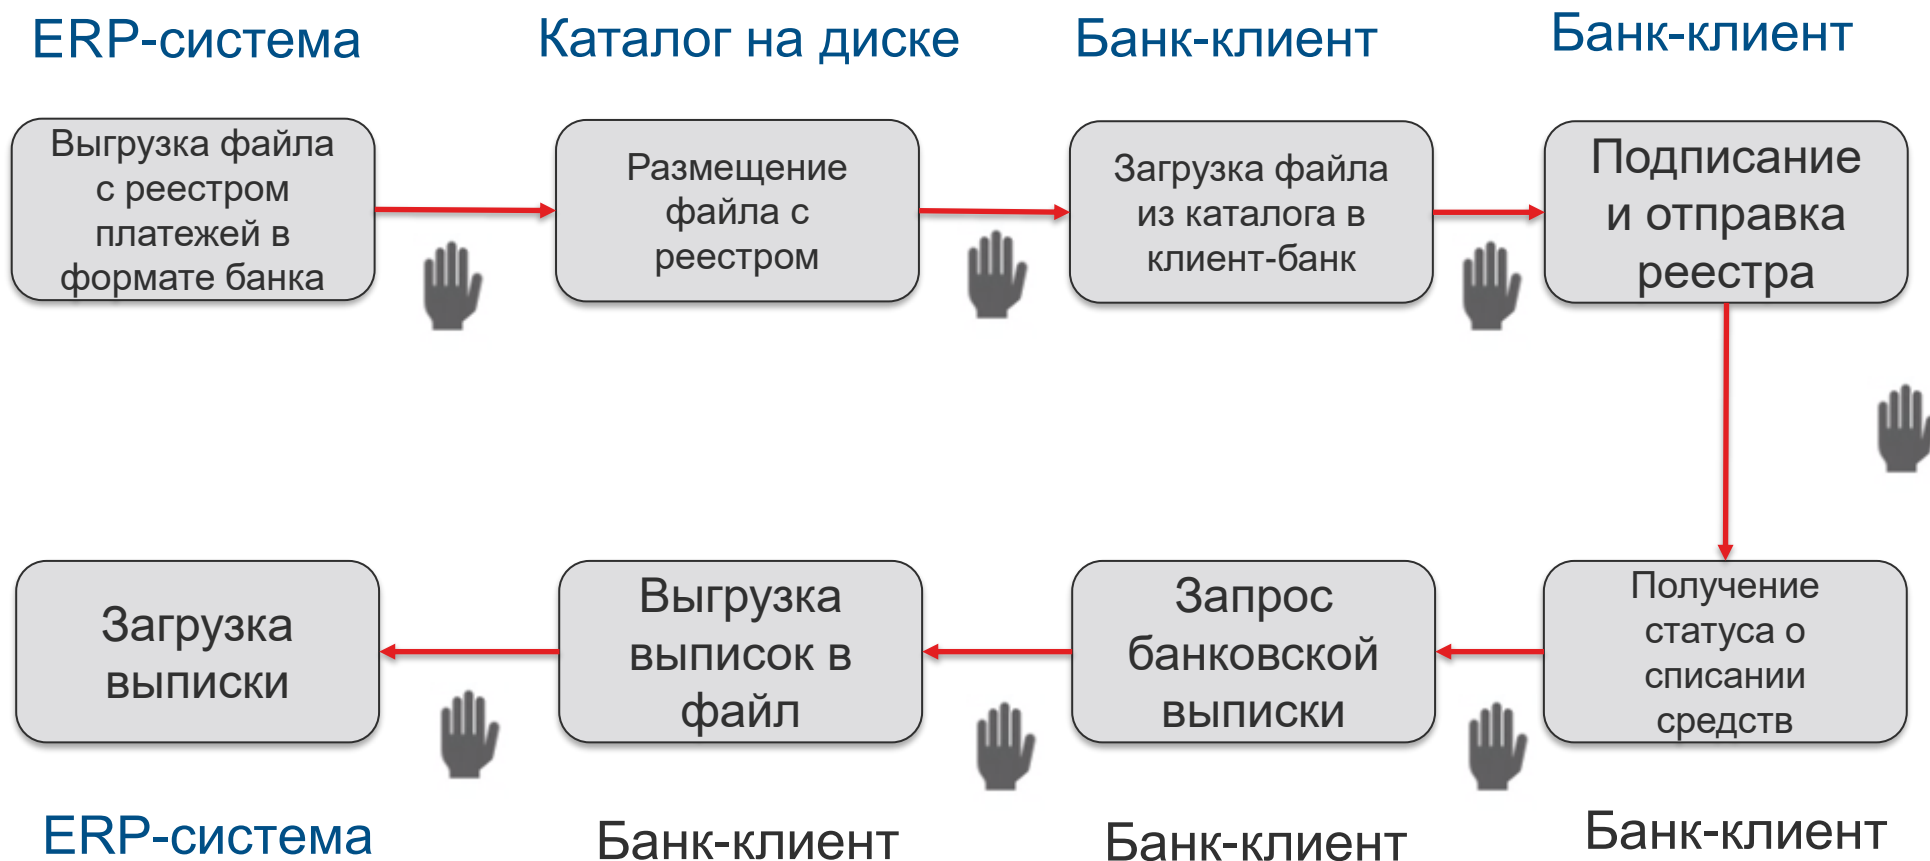 ERP-система
Каталог на диске
Банк-клиент
Банк-клиент
Выгрузка файла
с реестром
платежей в
формате банка
Размещение
файла с
реестром
Загрузка файла
из каталога в
клиент-банк
Подписание
и отправка
реестра
Загрузка
выписки
Выгрузка
выписок в
файл
Запрос
банковской
выписки
Получение
статуса о
списании
средств
ERP-система
Банк-клиент
Банк-клиент
Банк-клиент